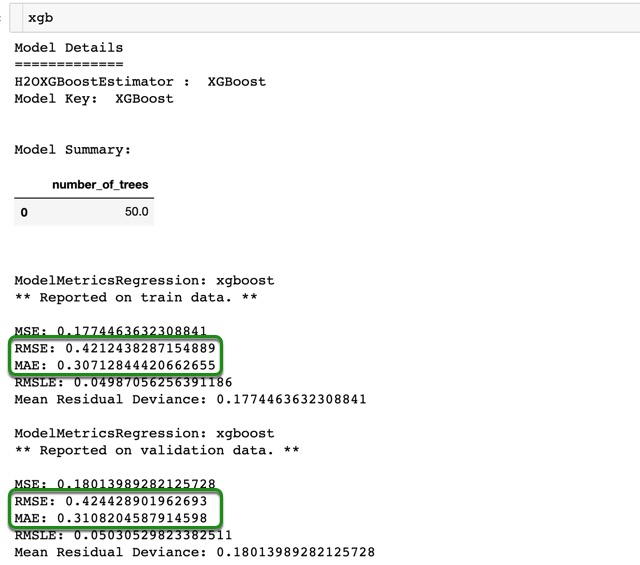 xgb
Model Details
=============
H2OXGBoostEstimator :  XGBoost
Model Key:  XGBoost
Model Summary:
number_of_trees
0 50.0
ModelMetricsRegression: xgboost
** Reported on train data. **
MSE: 0.1774463632308841
RMSE: 0.4212438287154889
MAE: 0.30712844420662655
RMSLE: 0.04987056256391186
Mean Residual Deviance: 0.1774463632308841
ModelMetricsRegression: xgboost
** Reported on validation data. **
MSE: 0.18013989282125728
RMSE: 0.424428901962693
MAE: 0.3108204587914598
RMSLE: 0.05030529823382511
Mean Residual Deviance: 0.18013989282125728